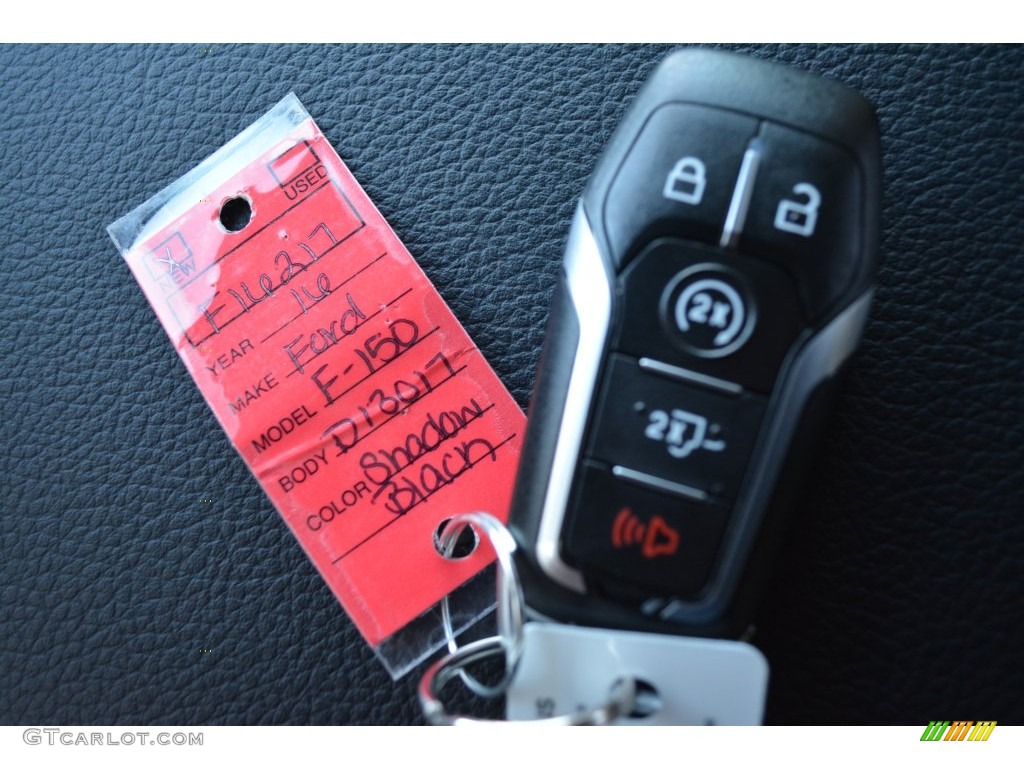 USED
X NEW
F16217
YEAR 16
MAKE Ford
MODEL F-150
BODY D13017
COLOR Shadow
Black
2x
2x
S
GTCARLOT.COM